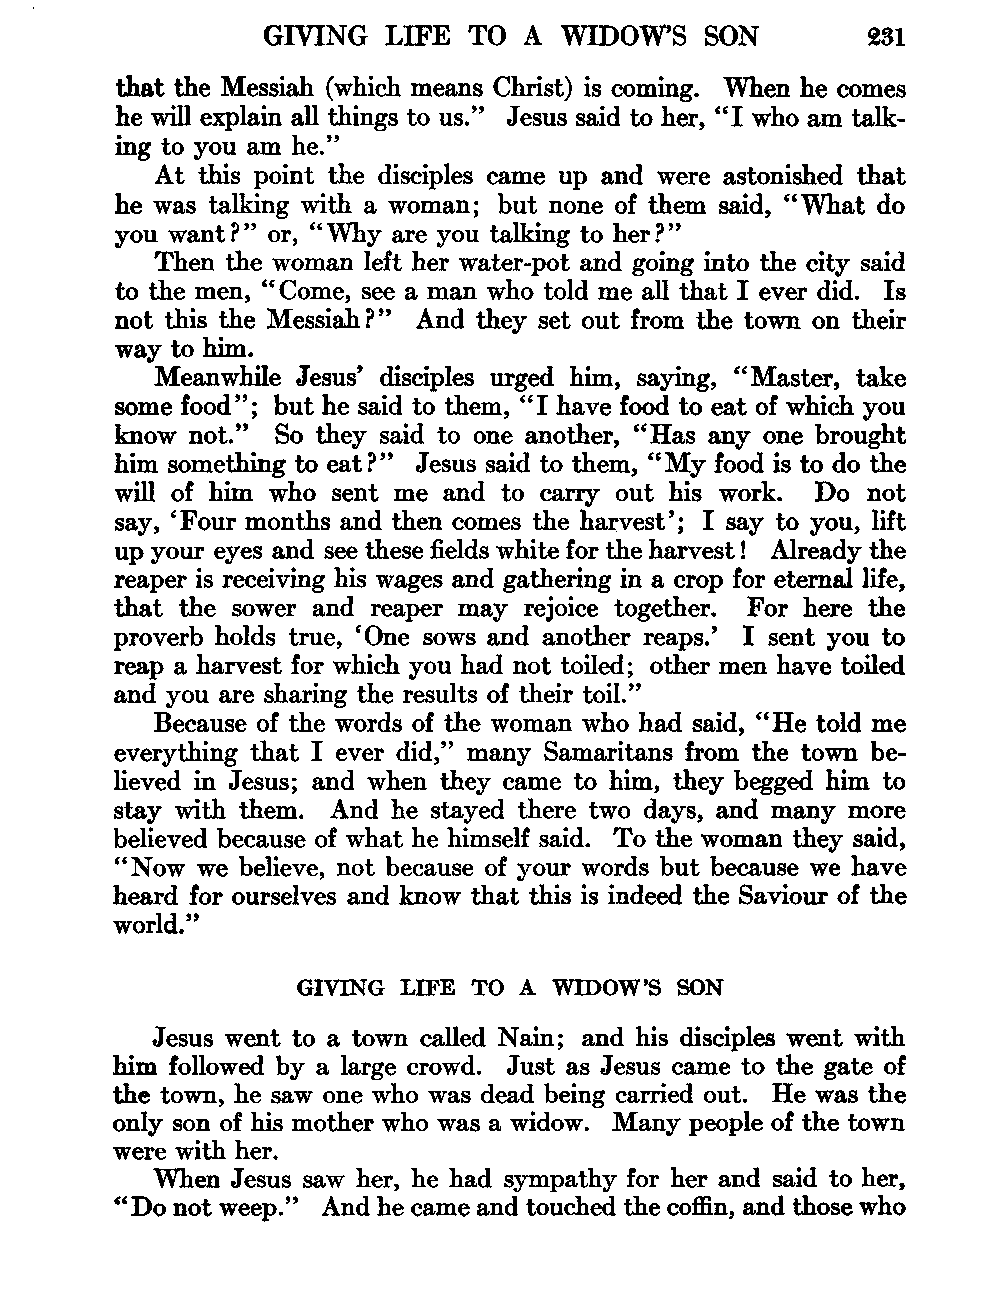 GIVING LIFE TO A WIDOW'S SON 231
that the Messiah (which means Christ) is coming. When he comes
he will explain all things to us." Jesus said to her, "I who am talk-
ing to you am he."
At this point the disciples came up and were astonished that
he was talking with a woman; but none of them said, "What do
you want?" or, "Why are you talking to her?"
Then the woman left her water-pot and going into the city said
to the men, "Come, see a man who told me all that I ever did. Is
not this the Messiah?" And they set out from the town on their
way to him.
Meanwhile Jesus' disciples urged him, saying, "Master, take
some food"; but he said to them, "I have food to eat of which you
know not." So they said to one another, "Has any one brought
him something to eat?" Jesus said to them, "My food is to do the
will of him who sent me and to carry out his work. Do not
say, 'Four months and then comes the harvest'; I say to you, lift
up your eyes and see these fields white for the harvest! Already the
reaper is receiving his wages and gathering in a crop for eternal life,
that the sower and reaper may rejoice together. For here the
proverb holds true, 'One sows and another reaps.' I sent you to
reap a harvest for which you had not toiled; other men have toiled
and you are sharing the results of their toil."
Because of the words of the woman who had said, "He told me
everything that I ever did," many Samaritans from the town be-
lieved in Jesus; and when they came to him, they begged him to
stay with them. And he stayed there two days, and many more
believed because of what he himself said. To the woman they said,
"Now we believe, not because of your words but because we have
heard for ourselves and know that this is indeed the Saviour of the
world."
GIVING LIFE TO A WIDOW'S SON
Jesus went to a town called Nain; and his disciples went with
him followed by a large crowd. Just as Jesus came to the gate of
the town, he saw one who was dead being carried out. He was the
only son of his mother who was a widow. Many people of the town
were with her.
When Jesus saw her, he had sympathy for her and said to her,
"Do not weep." And he came and touched the coffin, and those who